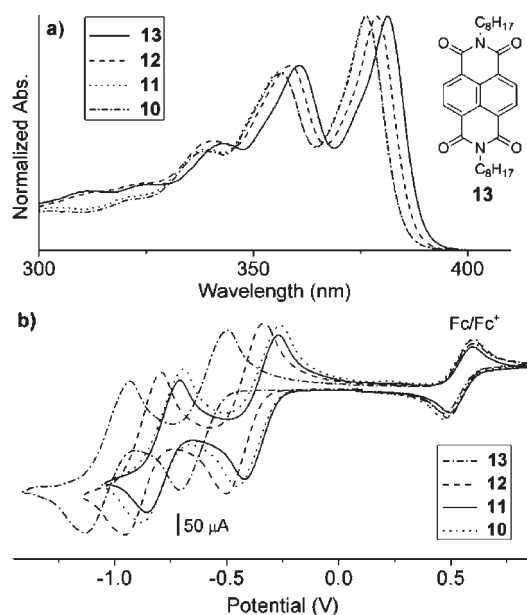 a)
13
12
11
10
C8H17
O N O
O N O
C8H17
13
Normalized Abs.
300 350 400
Wavelength (nm)
b)
Fc/Fc+
50 μA
13
12
11
10
-1.0 -0.5 0.0 0.5
Potential (V)